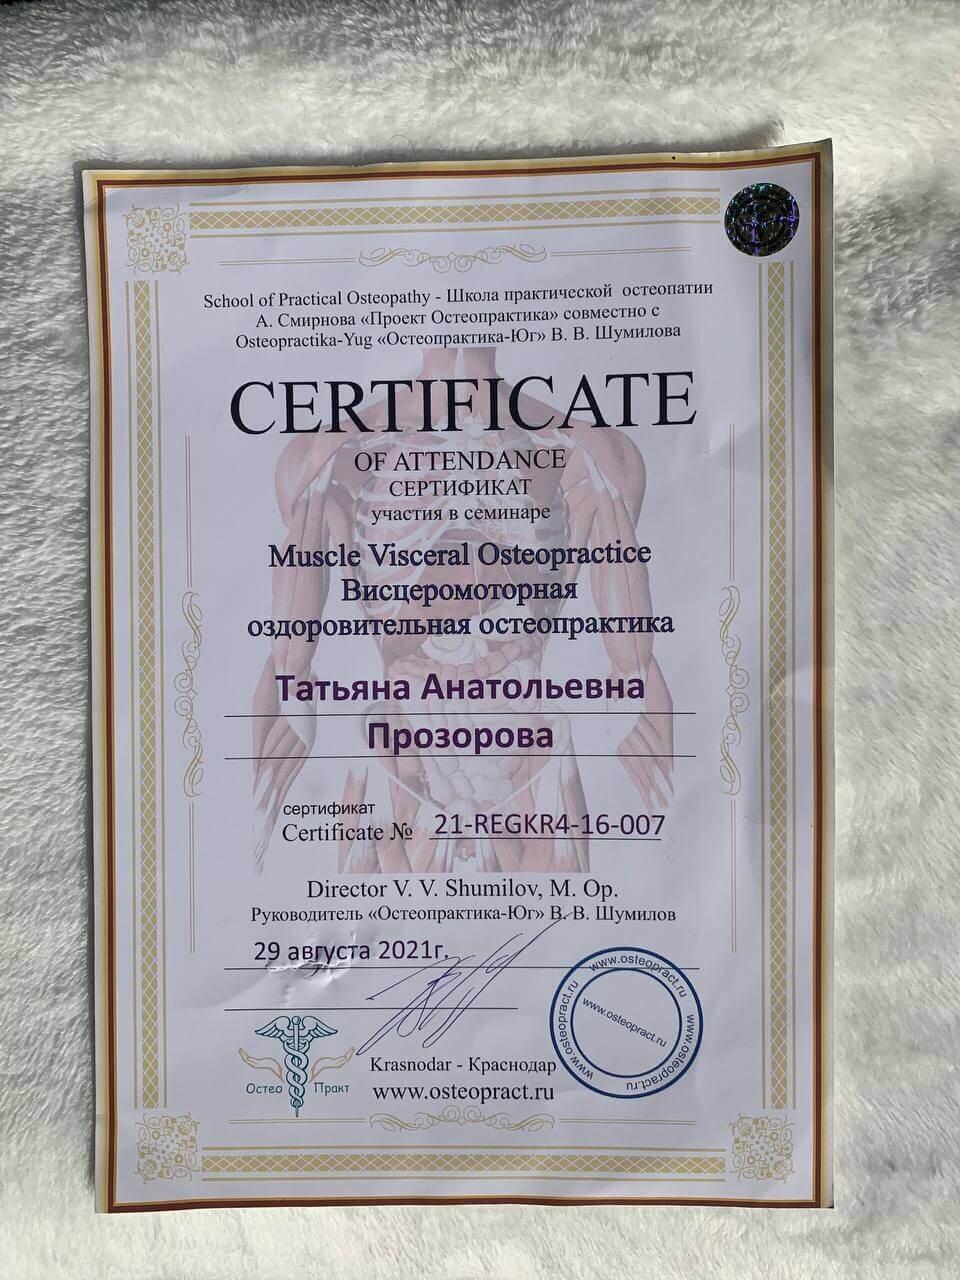 School of Practical Osteopathy - Школа практической остеопатии
А. Смирнова «Проект Остеопрактика» совместно с
Osteopractika-Yug «Остеопрактика-Юг» В. В. Шумилова
CERTIFICATE
OF ATTENDANCE
СЕРТИФИКАТ
участия в семинаре
Muscle Visceral Osteopractice
Висцеромоторная
оздоровительная остеопрактика
Татьяна Анатольевна
Прозорова
сертификат
Certificate № 21-REGKR4-16-007
Director V. V. Shumilov, M. Op.
Руководитель «Остеопрактика-Юг» В. В. Шумилов
29 августа 2021г.
Остео Практ
Krasnodar - Краснодар
www.osteopract.ru
www.osteopract.ru
www.osteopract.ru
www.osteopract.ru
www.osteopract.ru